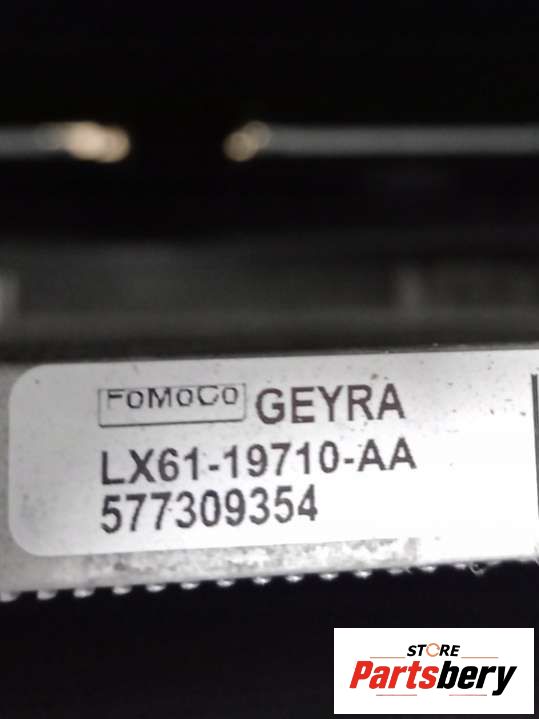 FoMoCo GEYRA
LX61-19710-AA
577309354
STORE
Partsbery